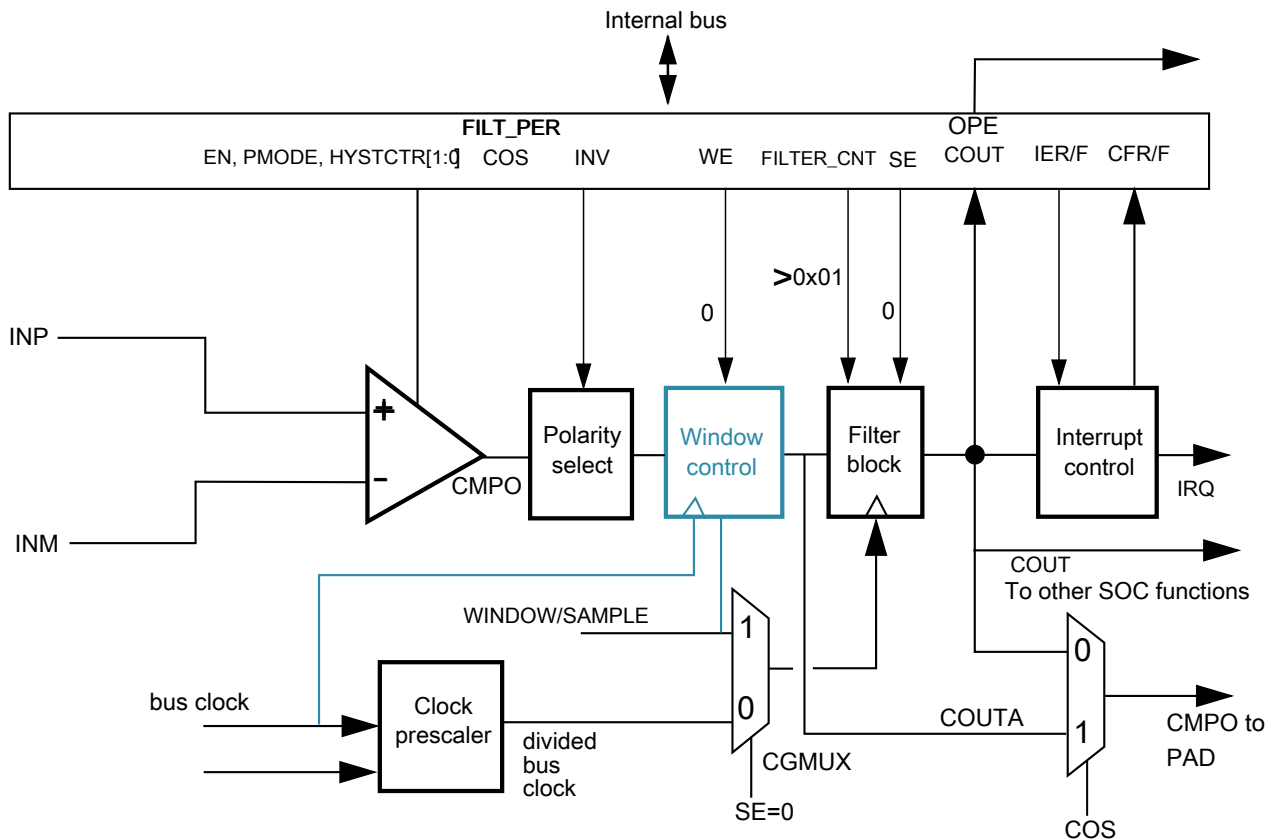 Internal bus
FILT_PER
OPE
EN, PMODE, HYSTCTR[1:0]
COS
INV
WE
FILTER_CNT
SE
COUT
IER/F
CFR/F
>0x01
0
0
INP
+
-
CMPO
INM
Polarity
select
Window
control
Filter
block
Interrupt
control
IRQ
COUT
To other SOC functions
WINDOW/SAMPLE
1
0
CGMUX
SE=0
bus clock
Clock
prescaler
divided
bus
clock
COUTA
0
1
CMPO to
PAD
COS